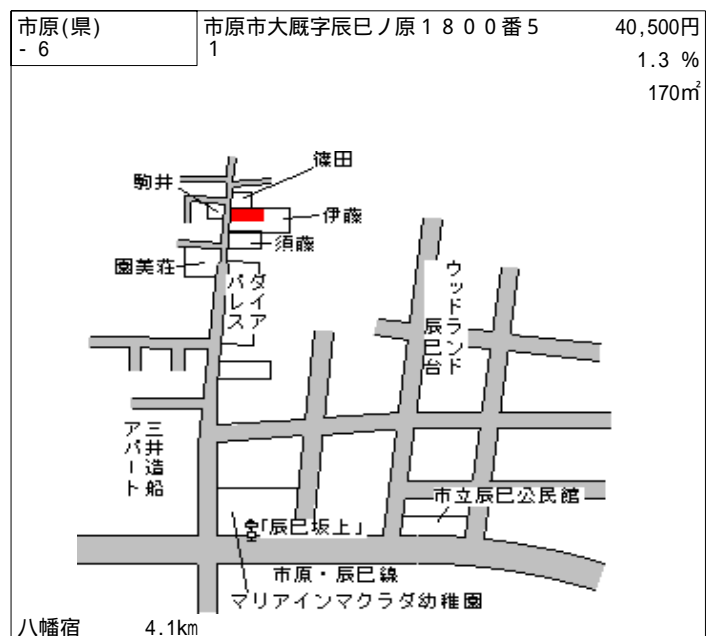 市原(県)
- 6
市原市大厩字辰巳ノ原１８００番５
1
40,500円
1.3 %
170㎡
篠田
駒井
伊藤
須藤
園美荘
ダイア
パレス
ウッドランド
辰巳台
三井造船
アパート
市立辰巳公民館
「辰巳坂上」
市原・辰巳線
マリアインマクラダ幼稚園
八幡宿 4.1km